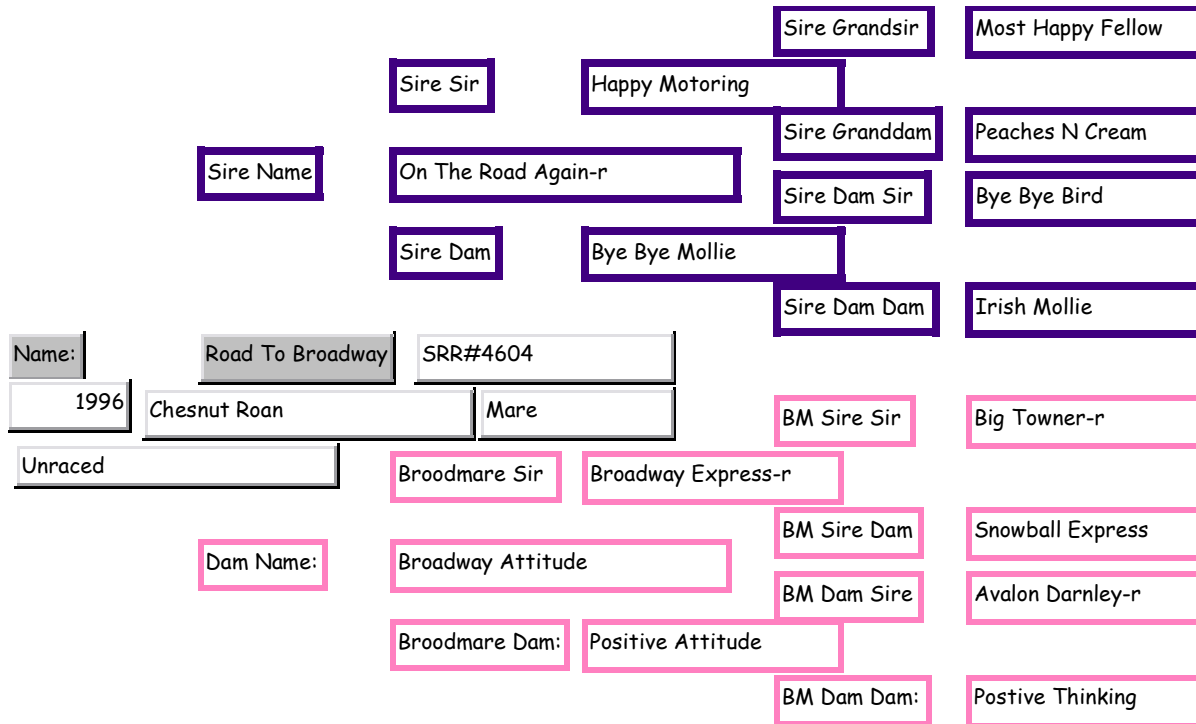 Sire Grandsir Most Happy Fellow
Sire Sir Happy Motoring
Sire Granddam Peaches N Cream
Sire Name On The Road Again-r
Sire Dam Sir Bye Bye Bird
Sire Dam Bye Bye Mollie
Sire Dam Dam Irish Mollie
Name: Road To Broadway SRR#4604
1996 Chesnut Roan Mare
BM Sire Sir Big Towner-r
Unraced
Broodmare Sir Broadway Express-r
BM Sire Dam Snowball Express
Dam Name: Broadway Attitude
BM Dam Sire Avalon Darnley-r
Broodmare Dam: Positive Attitude
BM Dam Dam: Postive Thinking